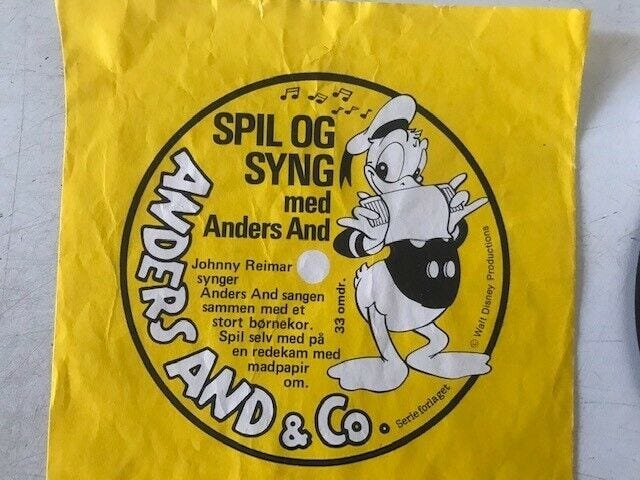 SPIL OG
SYNG
med
Anders And
Johnny Reimar
synger
Anders And sangen
sammen med et
stort børnekor.
Spil selv med på
en redekam med
madpapir
om.
33 omdr.
ANDERS AND & Co.
Serieforlaget
© Walt Disney Productions